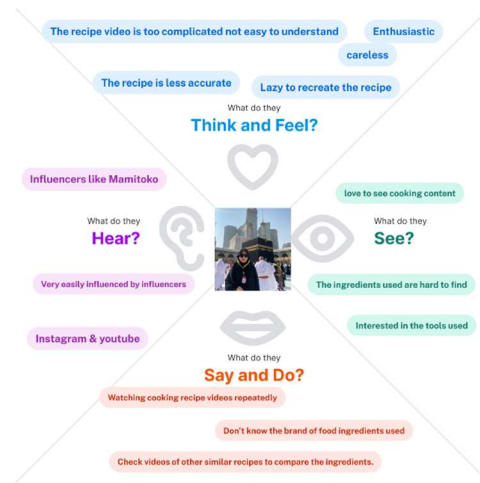 The recipe video is too complicated not easy to understand
Enthusiastic
careless
The recipe is less accurate
Lazy to recreate the recipe
What do they
Think and Feel?
Influencers like Mamitoko
What do they
Hear?
Very easily influenced by influencers
Instagram & youtube
love to see cooking content
What do they
See?
The ingredients used are hard to find
Interested in the tools used
What do they
Say and Do?
Watching cooking recipe videos repeatedly
Don't know the brand of food ingredients used
Check videos of other similar recipes to compare the ingredients.